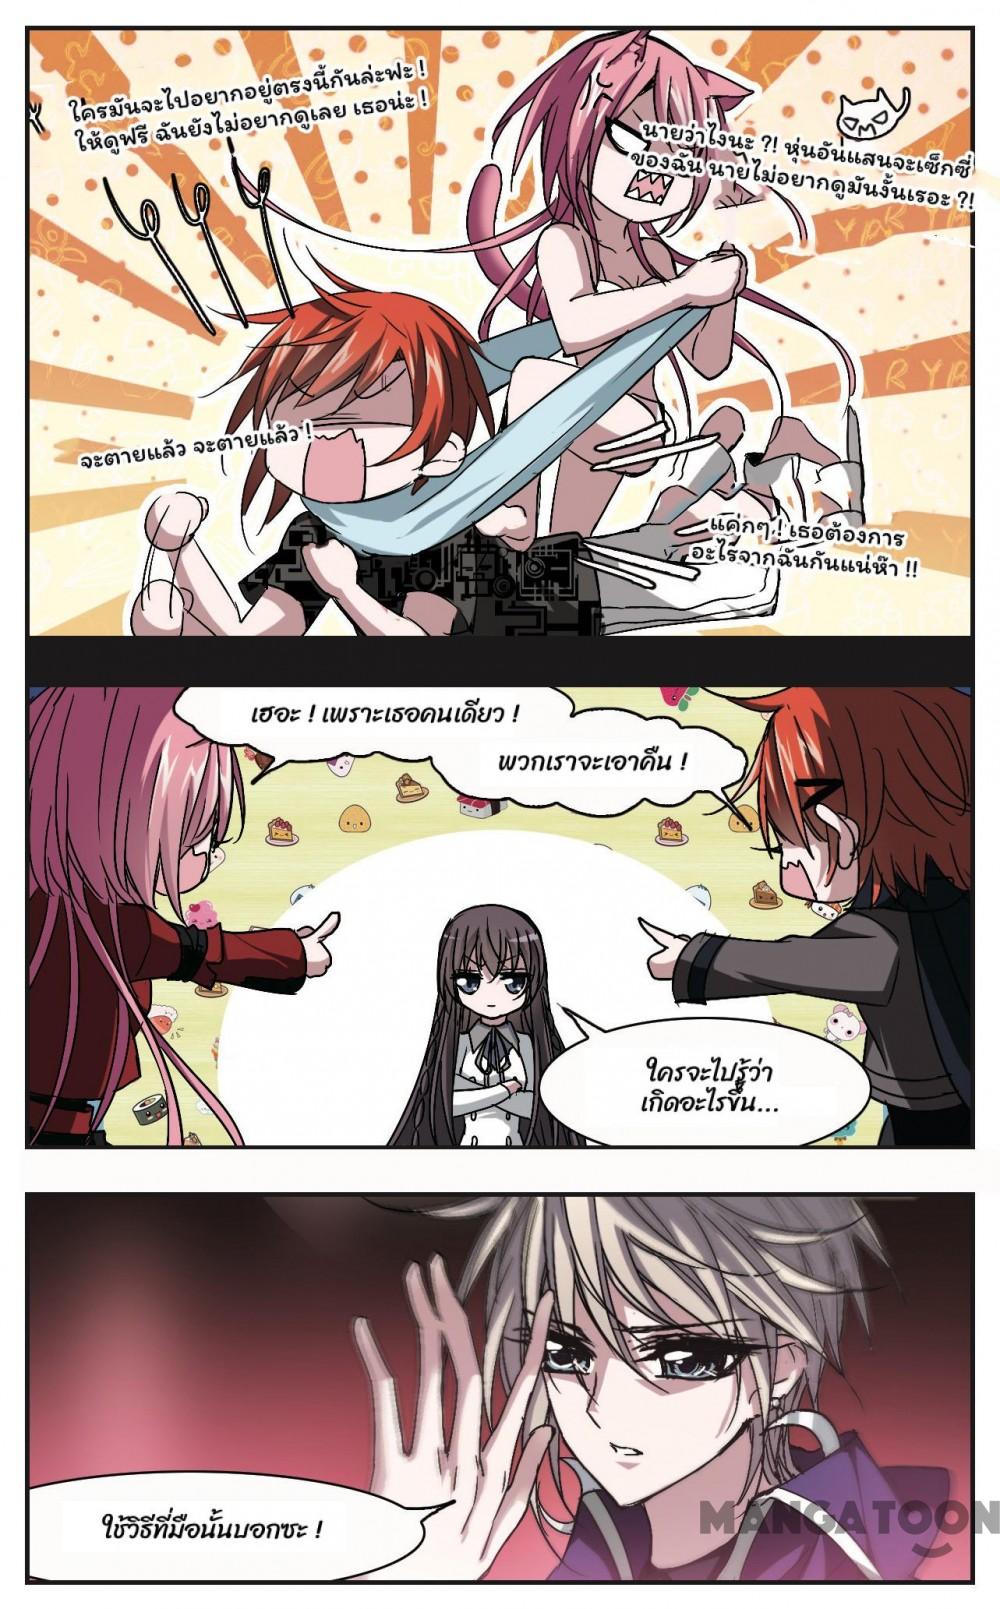 ใครมันจะไปอยากอยู่ตรงนี้กันล่ะฟะ !
ให้ดูฟรี ฉันยังไม่อยากดูเลย เธอน่ะ !
นายว่าไงนะ ?! หุ่นอันแสนจะเซ็กซี่
ของฉัน นายไม่อยากดูมันงั้นเรอะ ?!
จะตายแล้ว จะตายแล้ว !
แค่กๆ ! เธอต้องการ
อะไรจากฉันกันแน่ห๊า !!
เฮอะ ! เพราะเธอคนเดียว !
พวกเราจะเอาคืน !
ใครจะไปรู้ว่า
เกิดอะไรขึ้น...
ใช้วิธีที่มือนั้นบอกซะ !
MANGATOON